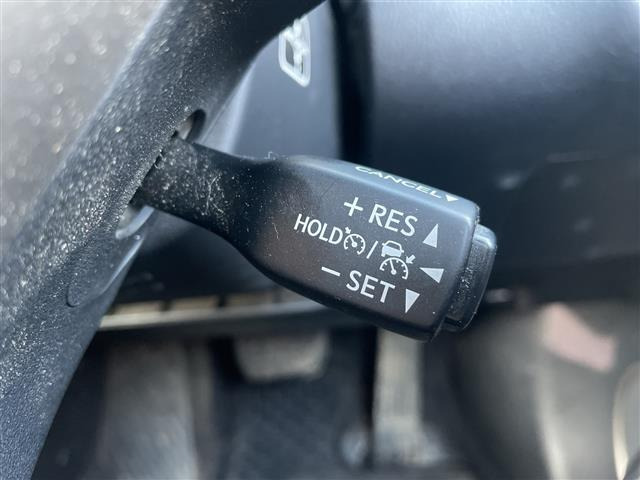 CANCEL▼
+ RES ▲
HOLD / ◀
− SET ▼